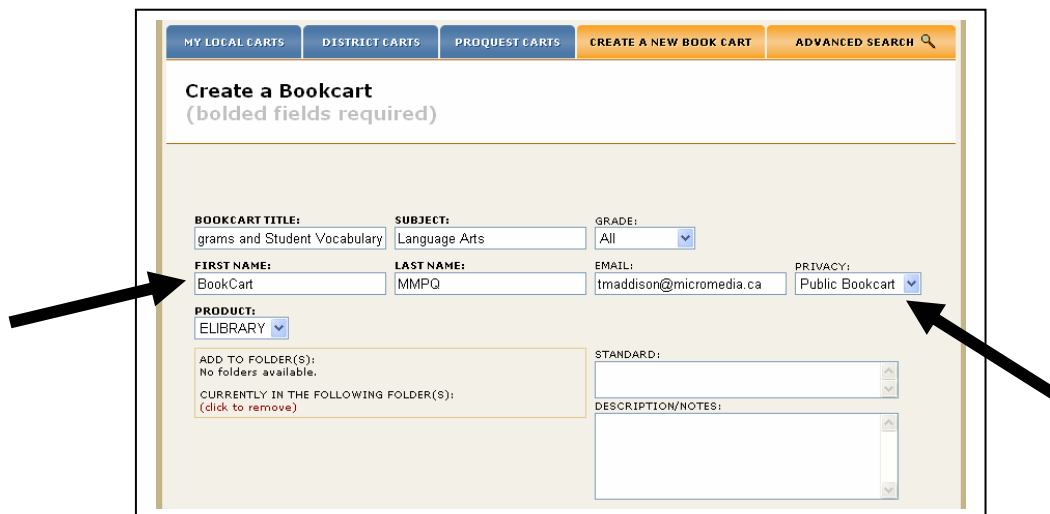 MY LOCAL CARTS DISTRICT CARTS PROQUEST CARTS CREATE A NEW BOOK CART ADVANCED SEARCH
Create a Bookcart
(bolded fields required)
BOOKCART TITLE: SUBJECT: GRADE:
grams and Student Vocabulary Language Arts All
FIRST NAME: LAST NAME: EMAIL: PRIVACY:
BookCart MMPQ tmaddison@micromedia.ca Public Bookcart
PRODUCT:
ELIBRARY
ADD TO FOLDER(S): STANDARD:
No folders available.
CURRENTLY IN THE FOLLOWING FOLDER(S):
(click to remove) DESCRIPTION/NOTES: